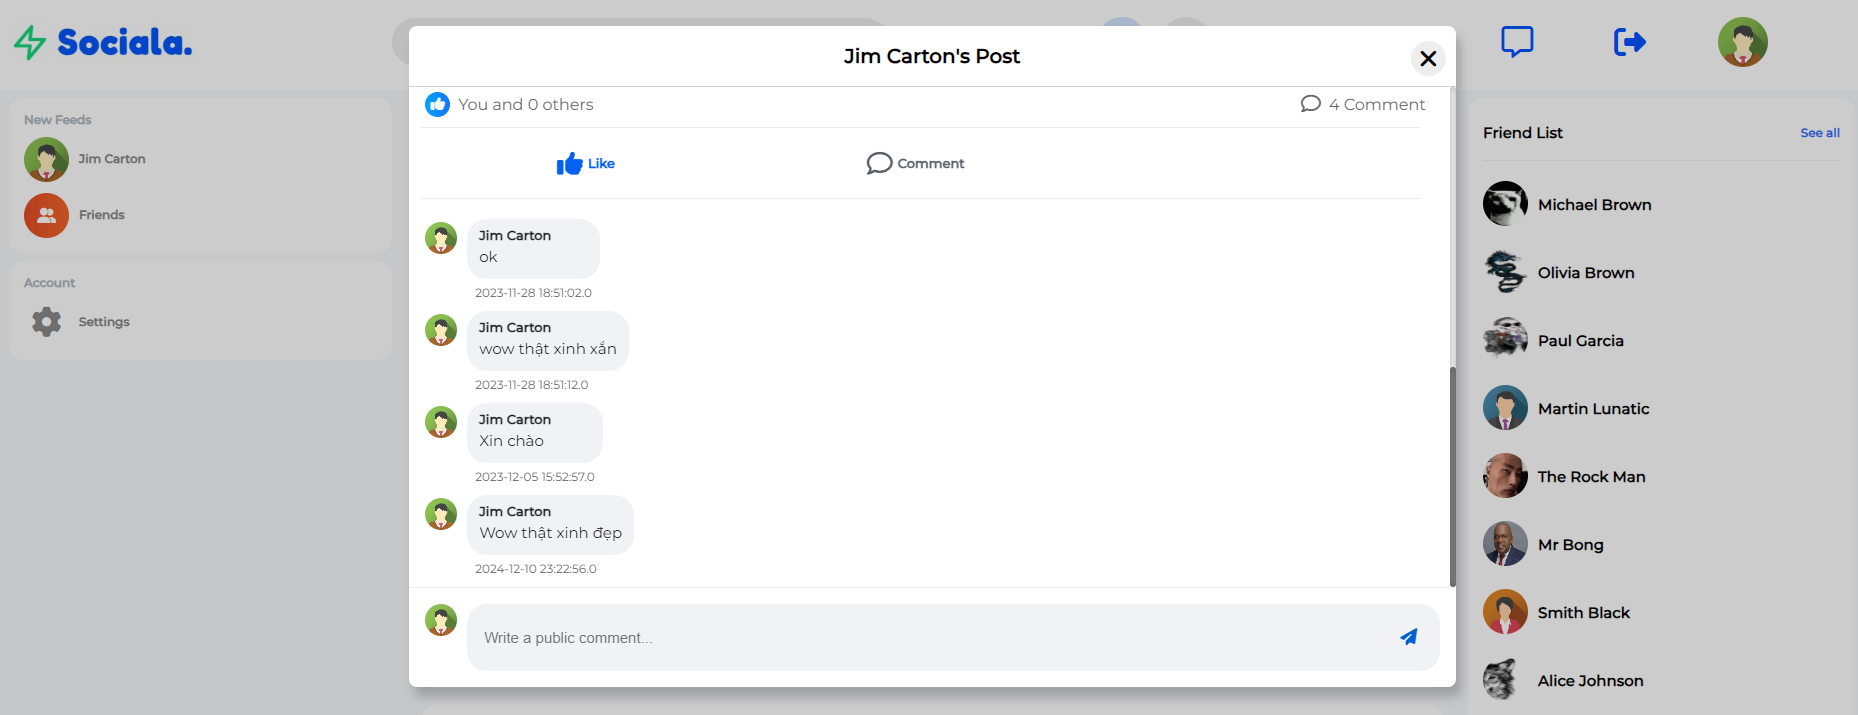 Sociala.
New Feeds
Jim Carton
Friends
Account
Settings
Jim Carton's Post
You and 0 others
4 Comment
Like
Comment
Jim Carton
ok
2023-11-28 18:51:02.0
Jim Carton
wow thật xinh xắn
2023-11-28 18:51:12.0
Jim Carton
Xin chào
2023-12-05 15:52:57.0
Jim Carton
Wow thật xinh đẹp
2024-12-10 23:22:56.0
Write a public comment...
Friend List
See all
Michael Brown
Olivia Brown
Paul Garcia
Martin Lunatic
The Rock Man
Mr Bong
Smith Black
Alice Johnson